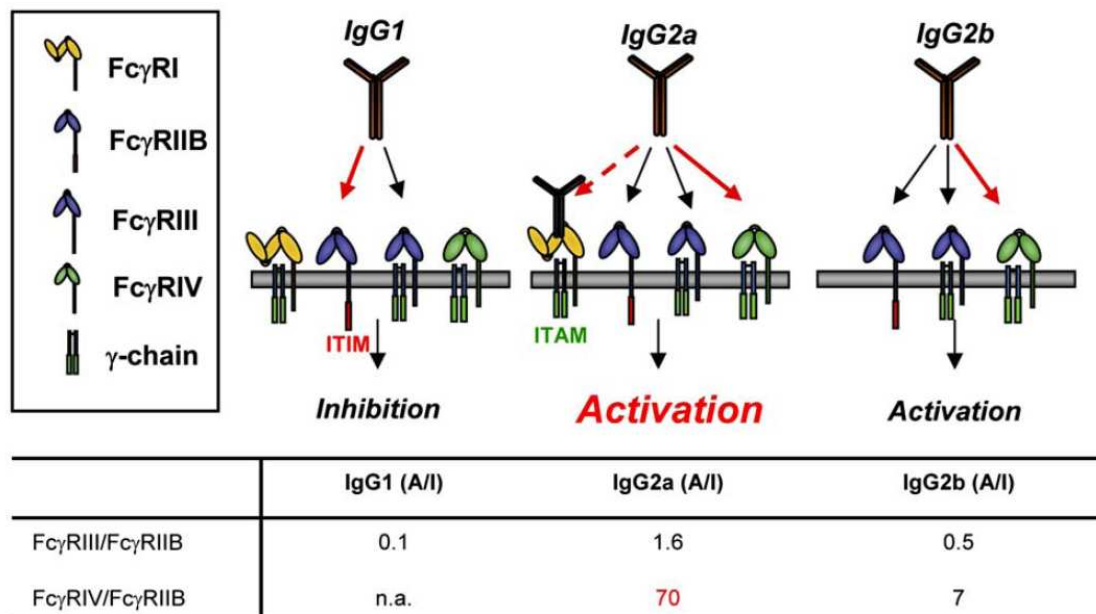 FcγRI
FcγRIIB
FcγRIII
FcγRIV
γ-chain
IgG1
IgG2a
IgG2b
ITIM
ITAM
Inhibition
Activation
Activation
IgG1 (A/I)
IgG2a (A/I)
IgG2b (A/I)
FcγRIII/FcγRIIB
0.1
1.6
0.5
FcγRIV/FcγRIIB
n.a.
70
7